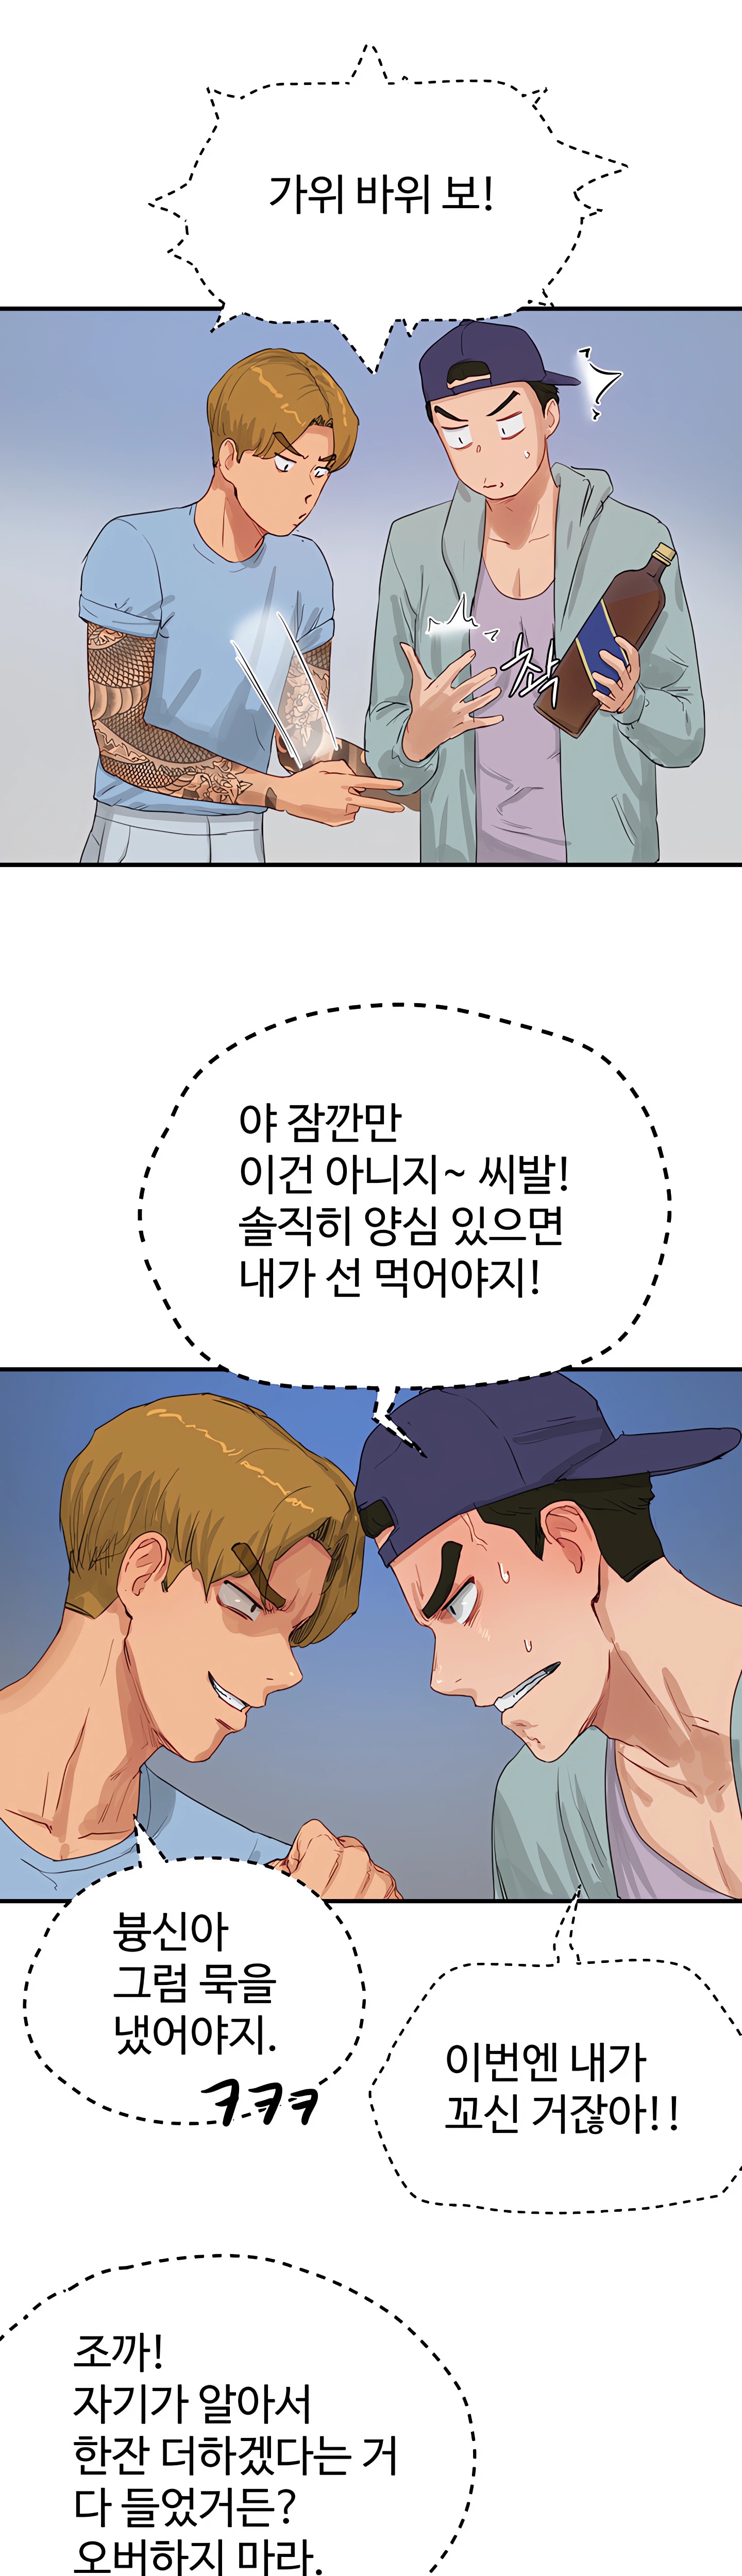 가위 바위 보!
촤악
야 잠깐만
이건 아니지~ 씨발!
솔직히 양심 있으면
내가 선 먹어야지!
븅신아
그럼 묵을
냈어야지.
ㅋㅋㅋ
이번엔 내가
꼬신 거잖아!!
조까!
자기가 알아서
한잔 더하겠다는 거
다 들었거든?
오버하지 마라.